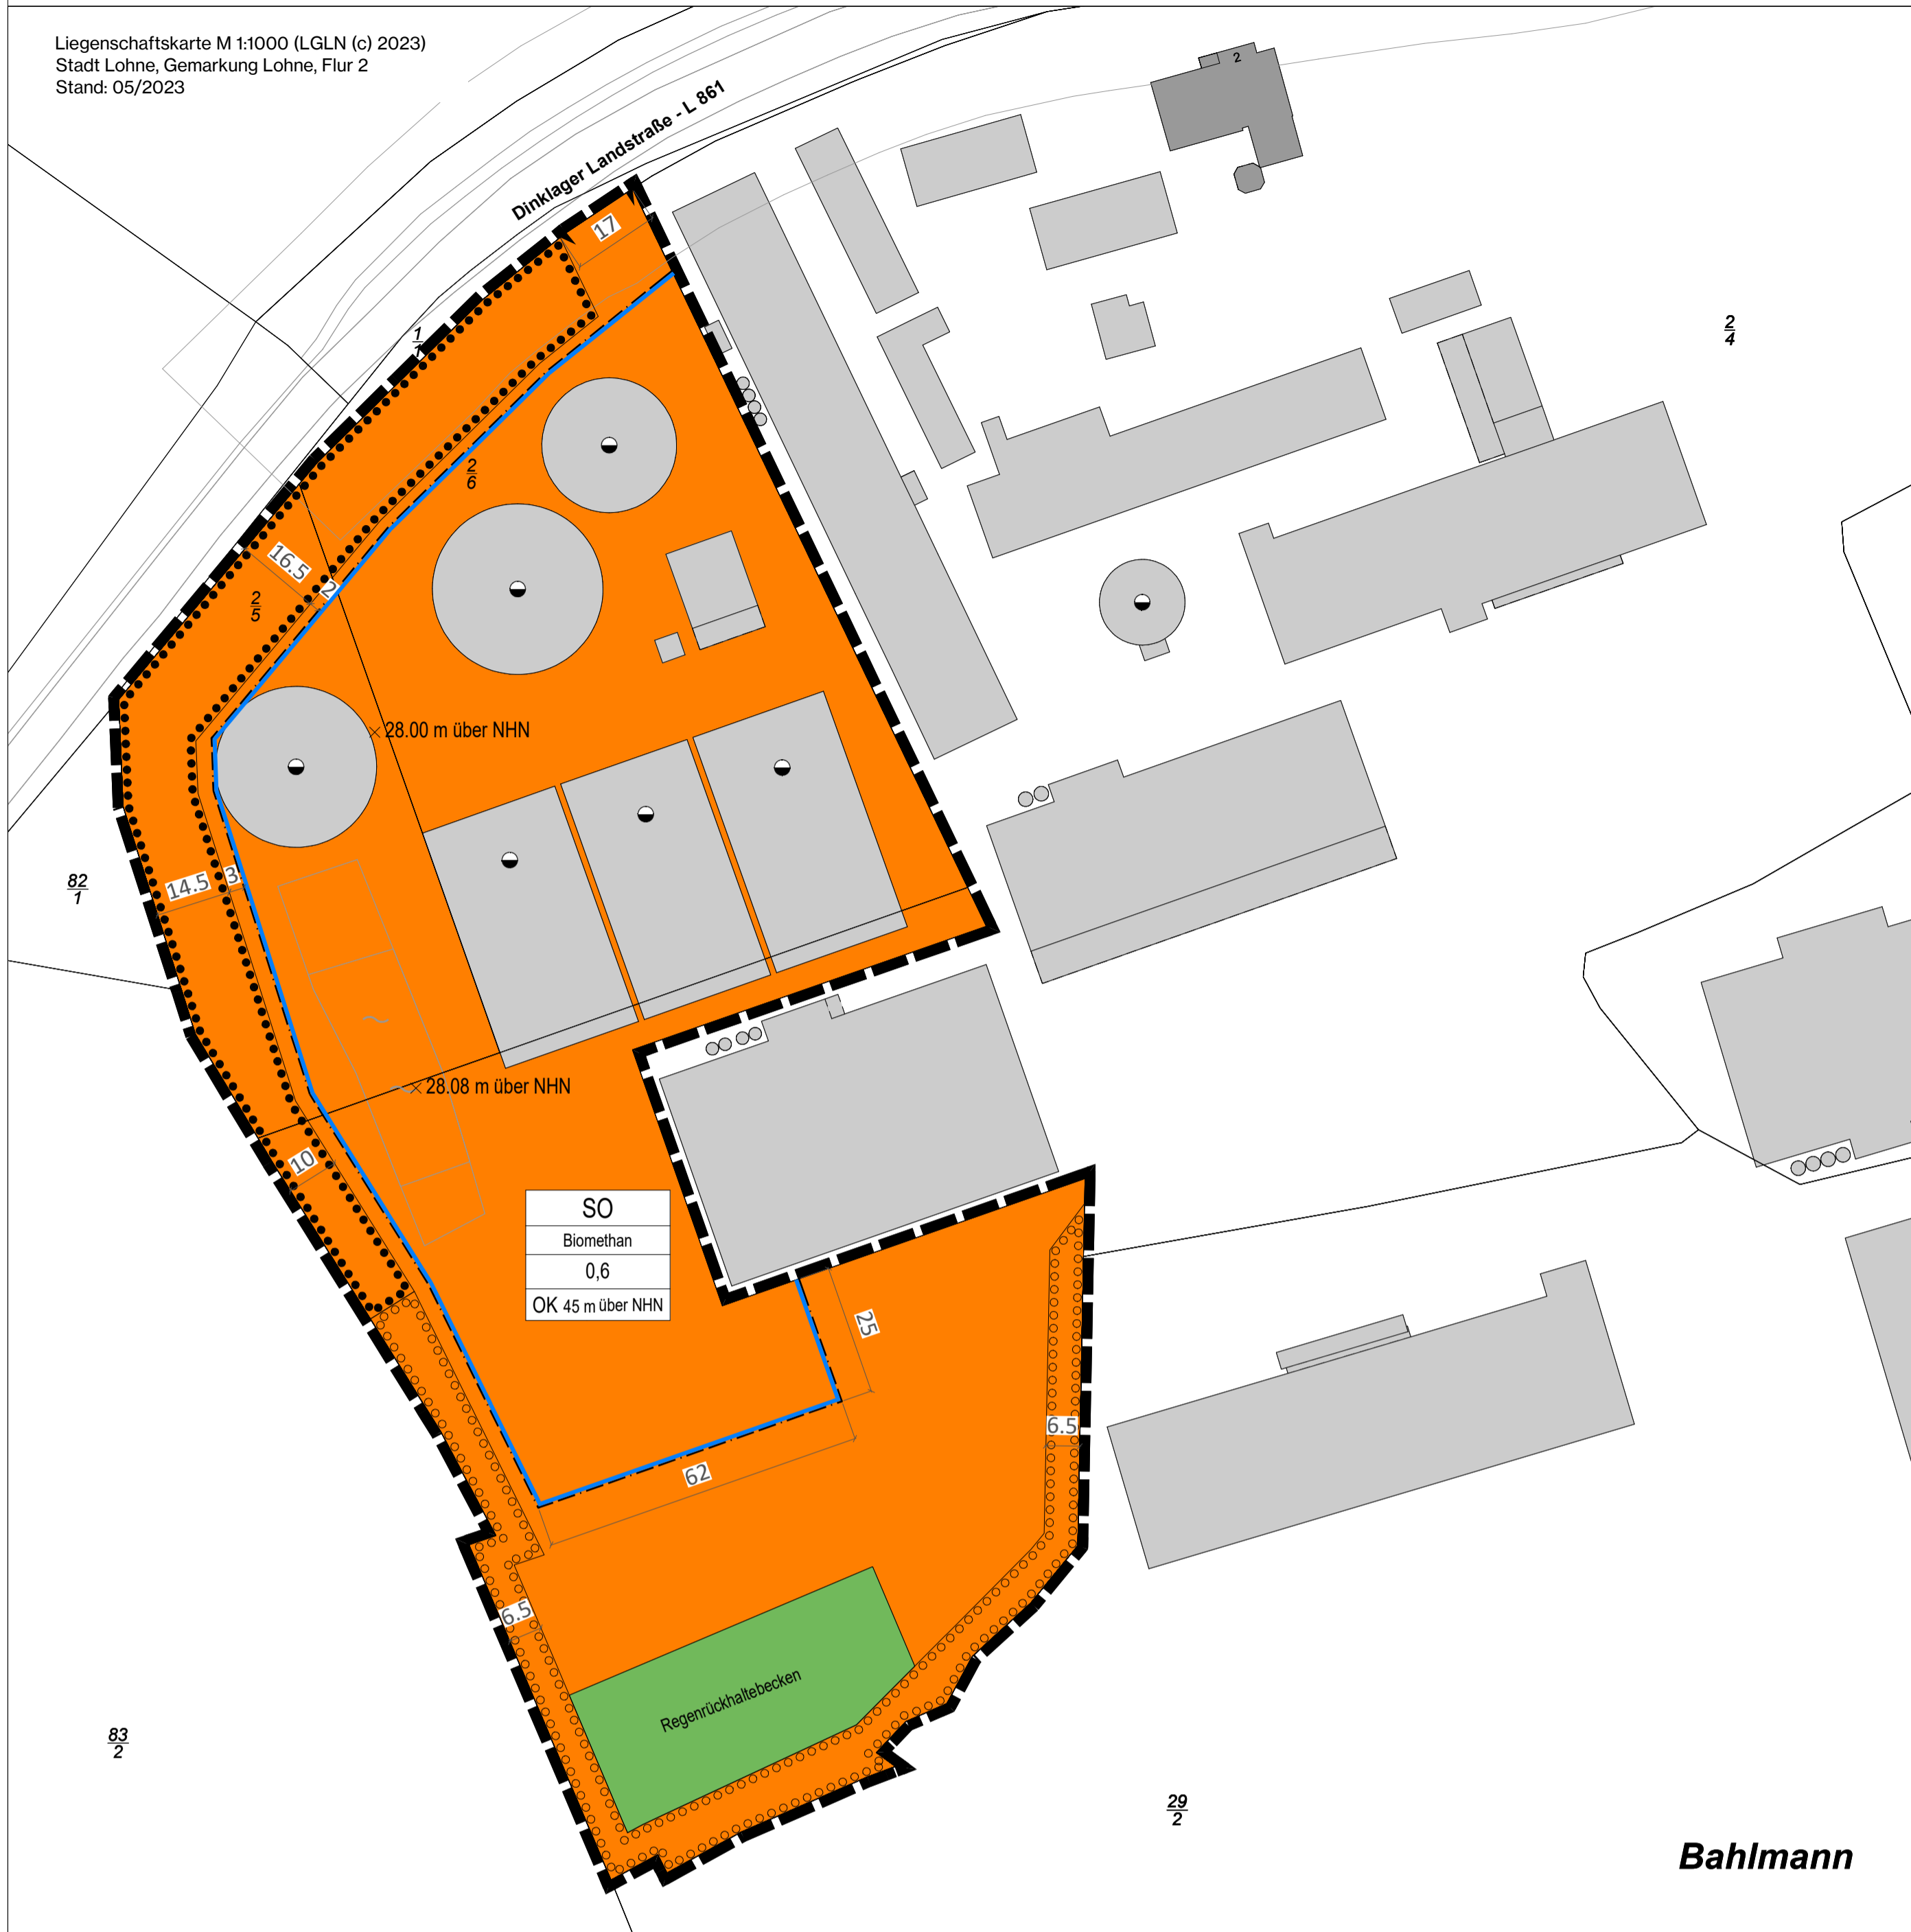 Liegenschaftskarte M 1:1000 (LGLN (c) 2023)
Stadt Lohne, Gemarkung Lohne, Flur 2
Stand: 05/2023
Dinklager Landstraße - L 861
2
17
1
1
2
4
2
6
16.5
2
2
5
28.00 m über NHN
14.5
3
82
1
28.08 m über NHN
10
SO
Biomethan
0,6
OK 45 m über NHN
25
6.5
62
6.5
Regenrückhaltebecken
83
2
29
2
Bahlmann